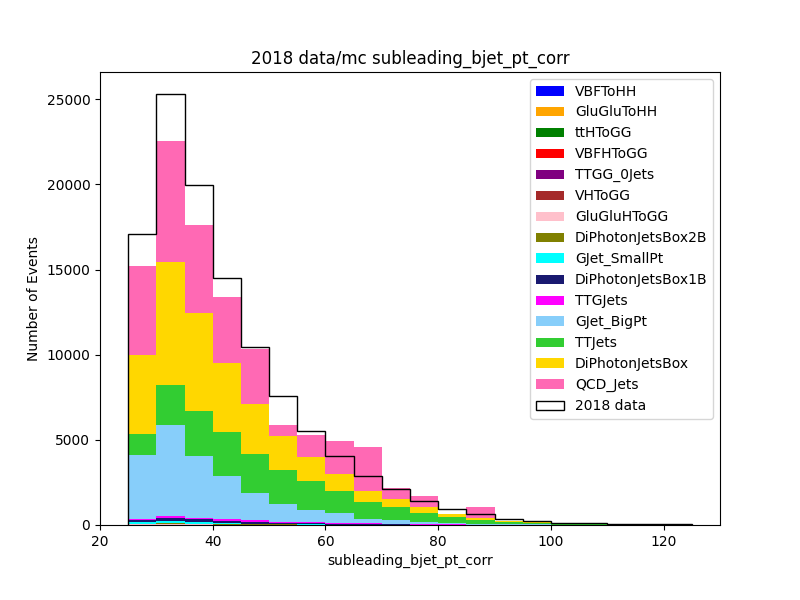 2018 data/mc subleading_bjet_pt_corr
25000
20000
15000
10000
5000
0
Number of Events
20
40
60
80
100
120
subleading_bjet_pt_corr
VBFToHH
GluGluToHH
ttHToGG
VBFHToGG
TTGG_0Jets
VHToGG
GluGluHToGG
DiPhotonJetsBox2B
GJet_SmallPt
DiPhotonJetsBox1B
TTGJets
GJet_BigPt
TTJets
DiPhotonJetsBox
QCD_Jets
2018 data